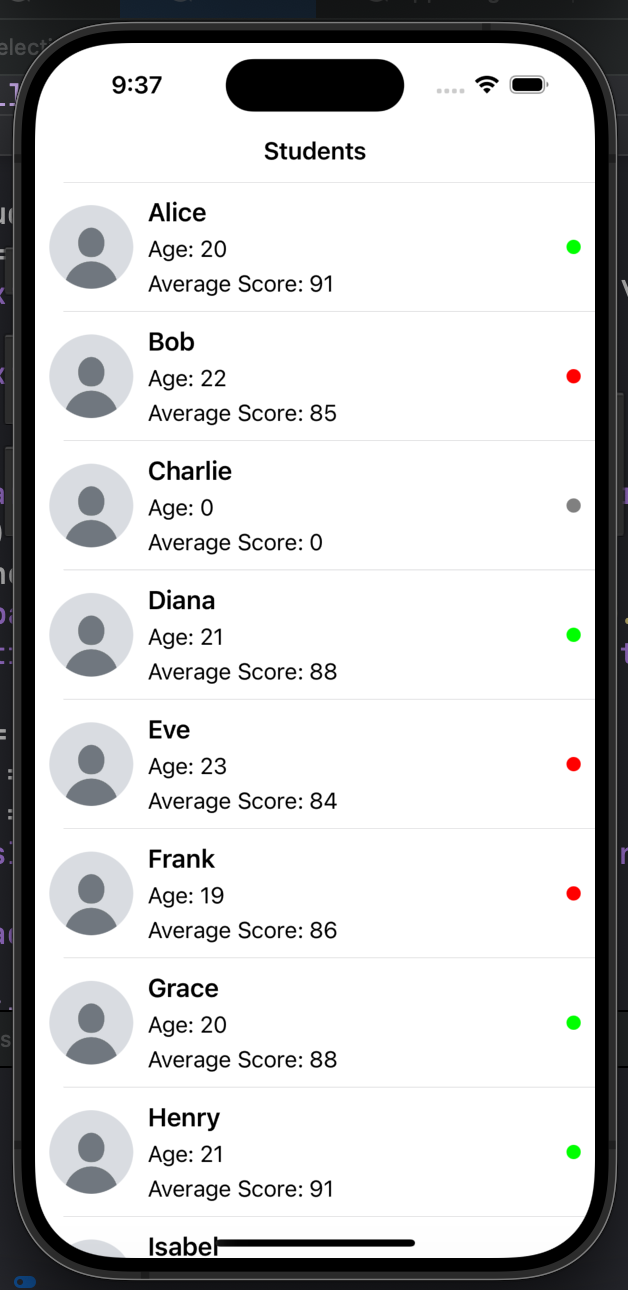 9:37
Students
Alice
Age: 20
Average Score: 91
Bob
Age: 22
Average Score: 85
Charlie
Age: 0
Average Score: 0
Diana
Age: 21
Average Score: 88
Eve
Age: 23
Average Score: 84
Frank
Age: 19
Average Score: 86
Grace
Age: 20
Average Score: 88
Henry
Age: 21
Average Score: 91
Isabel